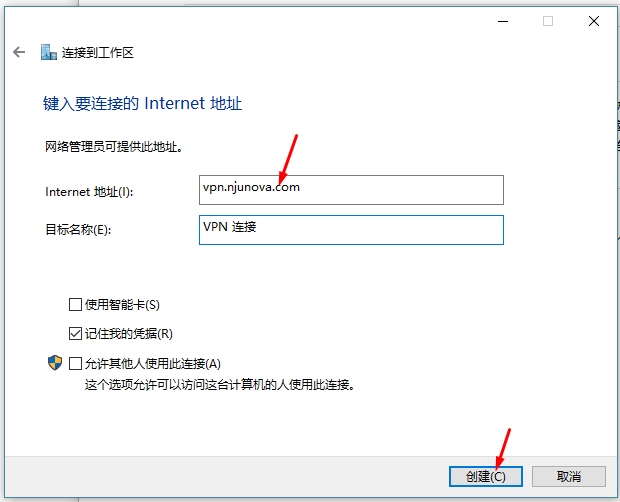 连接到工作区
键入要连接的 Internet 地址
网络管理员可提供此地址。
Internet 地址(I):
vpn.njunova.com
目标名称(E):
VPN 连接
使用智能卡(S)
记住我的凭据(R)
允许其他人使用此连接(A)
这个选项允许可以访问这台计算机的人使用此连接。
创建(C)
取消